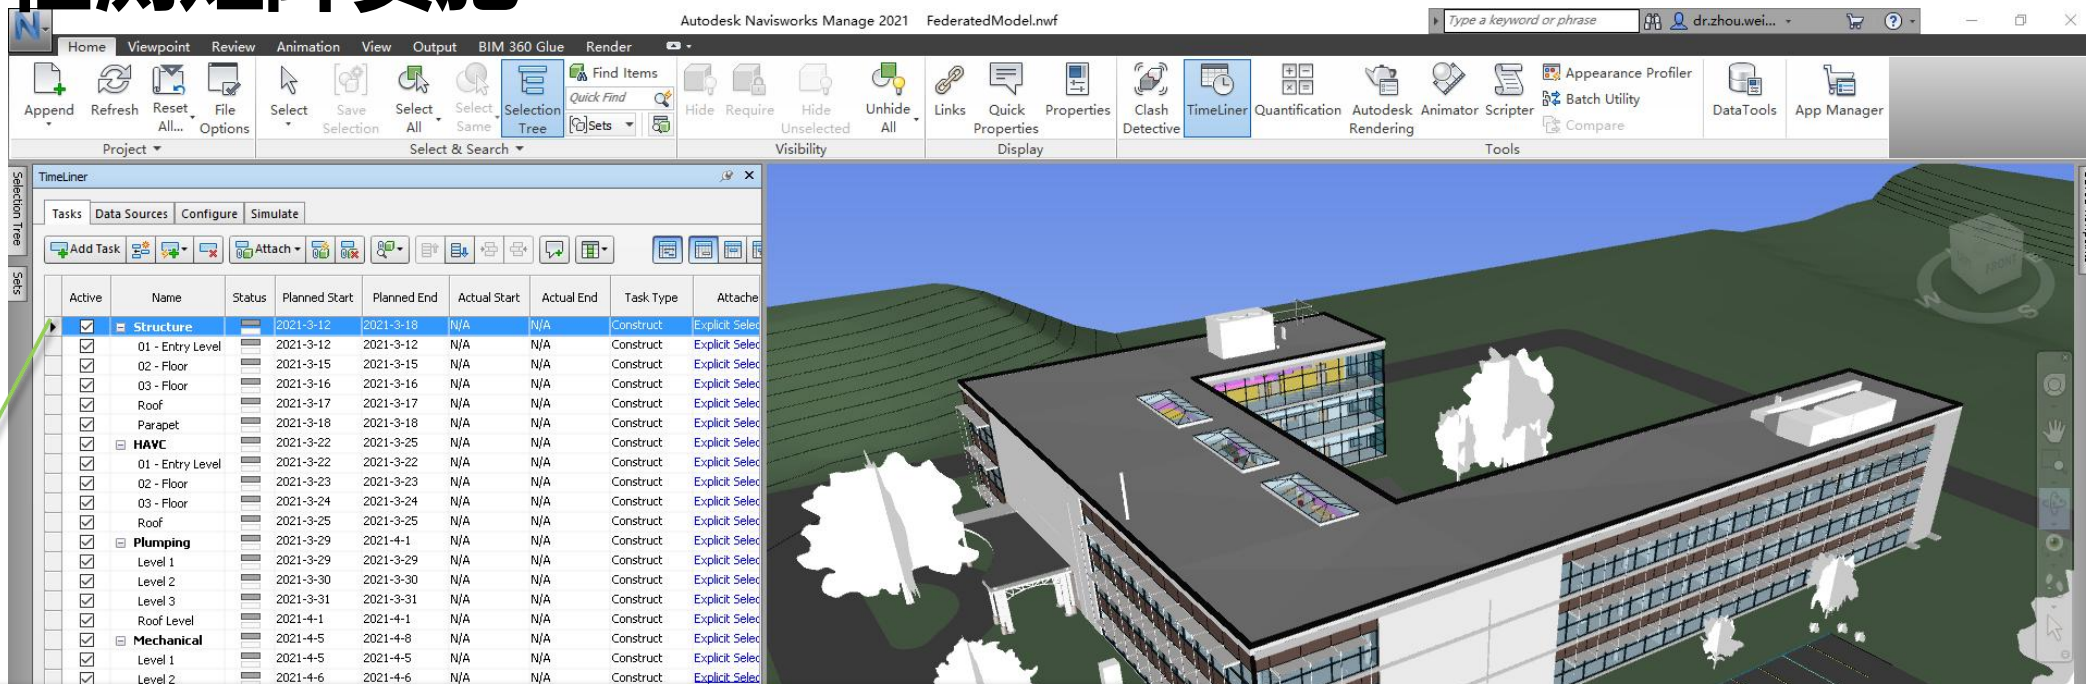 Autodesk Navisworks Manage 2021 FederatedModel.nwf Type a keyword or phrase dr.zhou.wei...
Home Viewpoint Review Animation View Output BIM 360 Glue Render
Append Refresh Reset All... File Options Select Save Selection Select All Select Same Selection Tree Find Items Quick Find Sets Hide Require Hide Unselected Unhide All Links Quick Properties Properties Clash Detective TimeLiner Quantification Autodesk Rendering Animator Scripter Appearance Profiler Batch Utility Compare DataTools App Manager
Project Select & Search Visibility Display Tools
Selection Tree
Sets
TimeLiner
Tasks Data Sources Configure Simulate
Add Task Attach
Active Name Status Planned Start Planned End Actual Start Actual End Task Type Attache
Structure 2021-3-12 2021-3-18 N/A N/A Construct Explicit Selec
01 - Entry Level 2021-3-12 2021-3-12 N/A N/A Construct Explicit Selec
02 - Floor 2021-3-15 2021-3-15 N/A N/A Construct Explicit Selec
03 - Floor 2021-3-16 2021-3-16 N/A N/A Construct Explicit Selec
Roof 2021-3-17 2021-3-17 N/A N/A Construct Explicit Selec
Parapet 2021-3-18 2021-3-18 N/A N/A Construct Explicit Selec
HAVC 2021-3-22 2021-3-25 N/A N/A Construct Explicit Selec
01 - Entry Level 2021-3-22 2021-3-22 N/A N/A Construct Explicit Selec
02 - Floor 2021-3-23 2021-3-23 N/A N/A Construct Explicit Selec
03 - Floor 2021-3-24 2021-3-24 N/A N/A Construct Explicit Selec
Roof 2021-3-25 2021-3-25 N/A N/A Construct Explicit Selec
Plumping 2021-3-29 2021-4-1 N/A N/A Construct Explicit Selec
Level 1 2021-3-29 2021-3-29 N/A N/A Construct Explicit Selec
Level 2 2021-3-30 2021-3-30 N/A N/A Construct Explicit Selec
Level 3 2021-3-31 2021-3-31 N/A N/A Construct Explicit Selec
Roof Level 2021-4-1 2021-4-1 N/A N/A Construct Explicit Selec
Mechanical 2021-4-5 2021-4-8 N/A N/A Construct Explicit Selec
Level 1 2021-4-5 2021-4-5 N/A N/A Construct Explicit Selec
Level 2 2021-4-6 2021-4-6 N/A N/A Construct Explicit Selec
FRONT
W
S